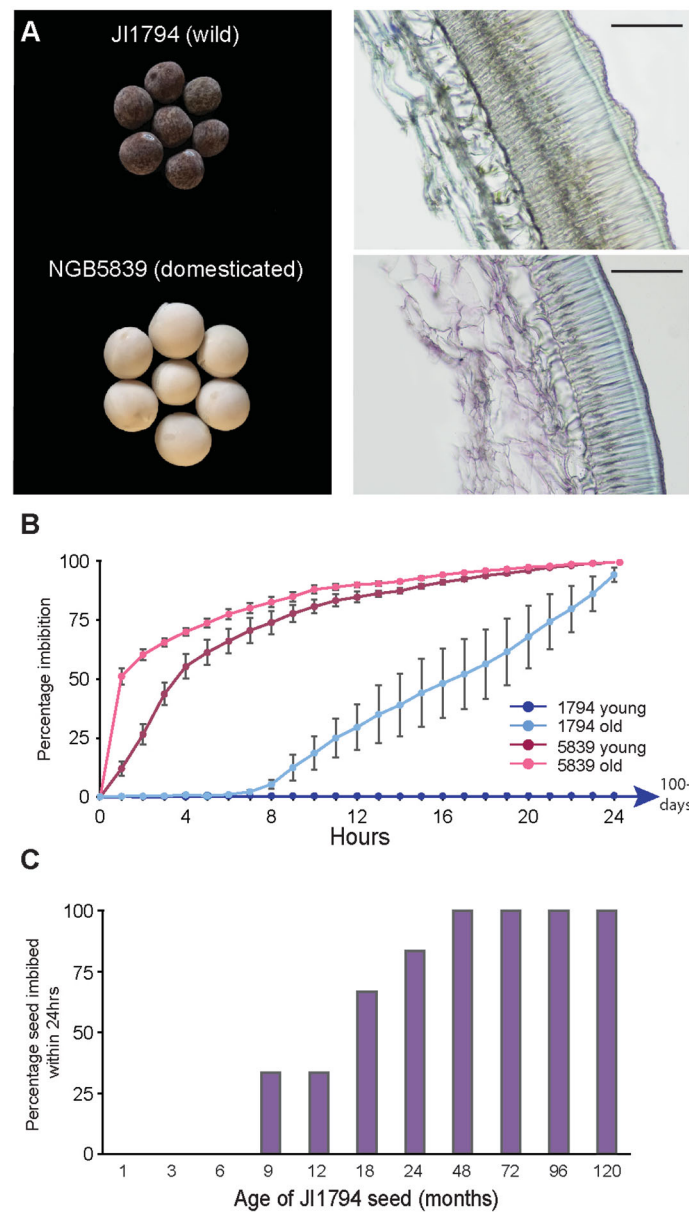 A
JI1794 (wild)
NGB5839 (domesticated)
B
Percentage imbibition
100
75
50
25
0
0 4 8 12 16 20 24
Hours
1794 young
1794 old
5839 young
5839 old
100+
days
C
Percentage seed imbibed
within 24hrs
100
75
50
25
0
1 3 6 9 12 18 24 48 72 96 120
Age of JI1794 seed (months)